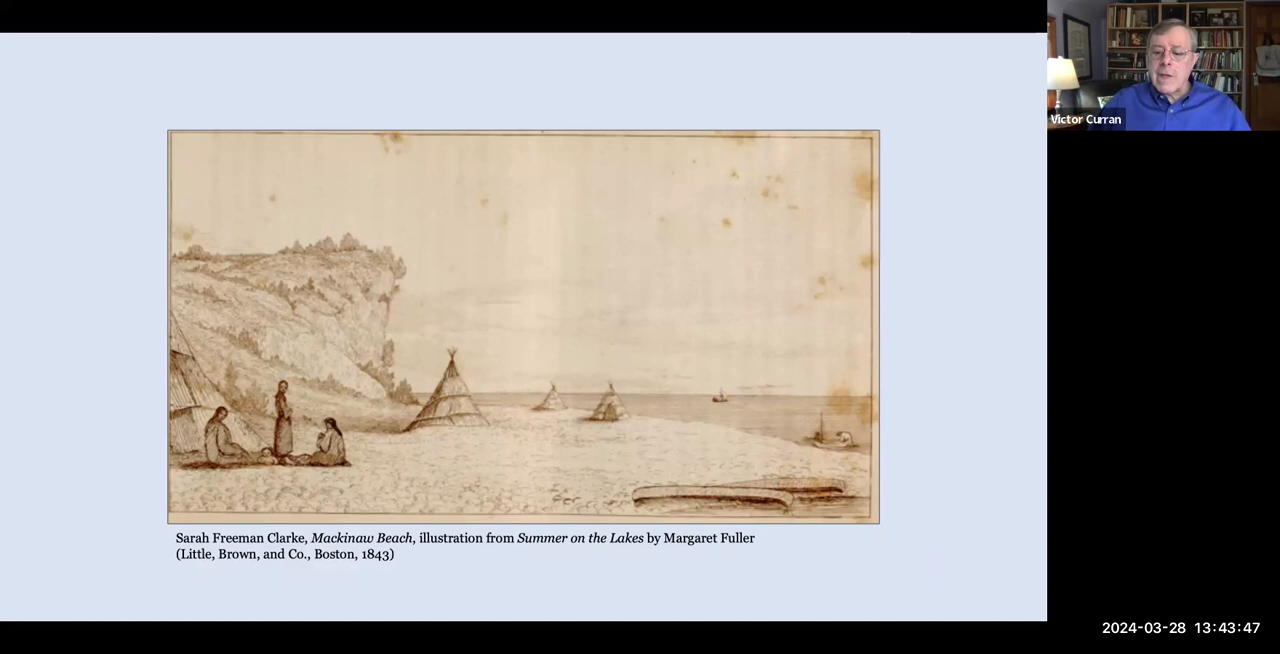 Victor Curran
Sarah Freeman Clarke, Mackinaw Beach, illustration from Summer on the Lakes by Margaret Fuller
(Little, Brown, and Co., Boston, 1843)
2024-03-28 13:43:47